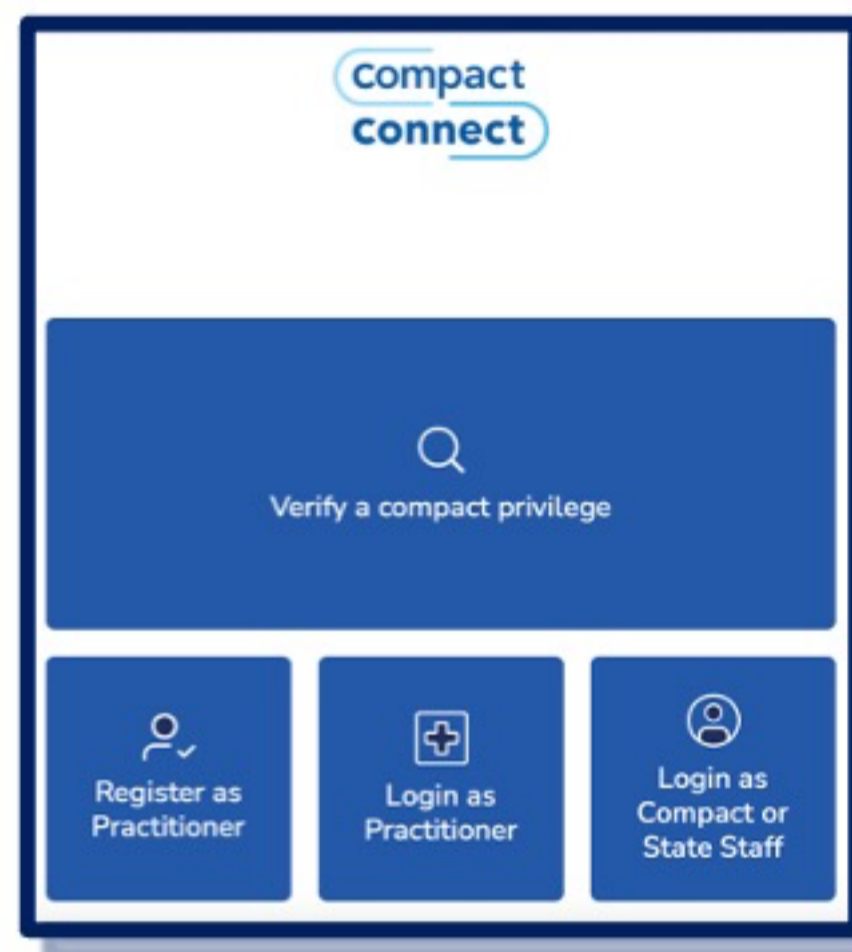 compact
connect
Verify a compact privilege
Register as
Practitioner
Login as
Practitioner
Login as
Compact or
State Staff